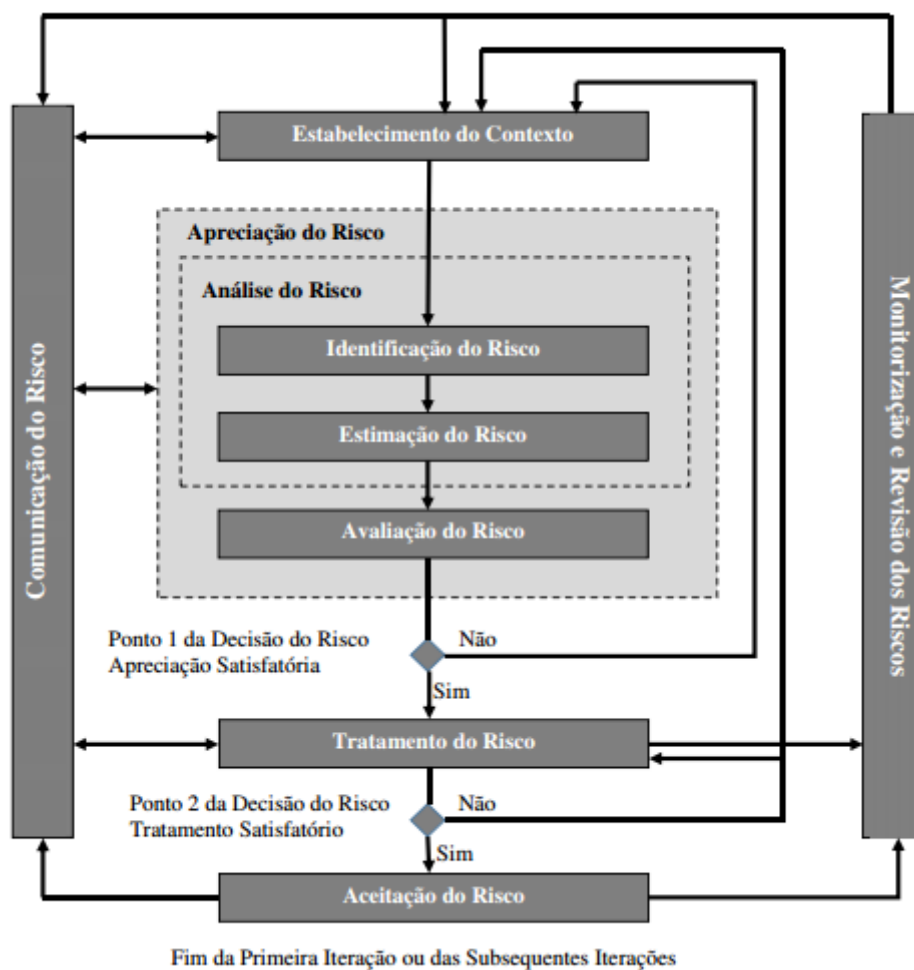 Estabelecimento do Contexto
Apreciação do Risco
Análise do Risco
Identificação do Risco
Estimação do Risco
Avaliação do Risco
Ponto 1 da Decisão do Risco
Apreciação Satisfatória
Não
Sim
Tratamento do Risco
Ponto 2 da Decisão do Risco
Tratamento Satisfatório
Não
Sim
Aceitação do Risco
Fim da Primeira Iteração ou das Subsequentes Iterações
Comunicação do Risco
Monitorização e Revisão dos Riscos